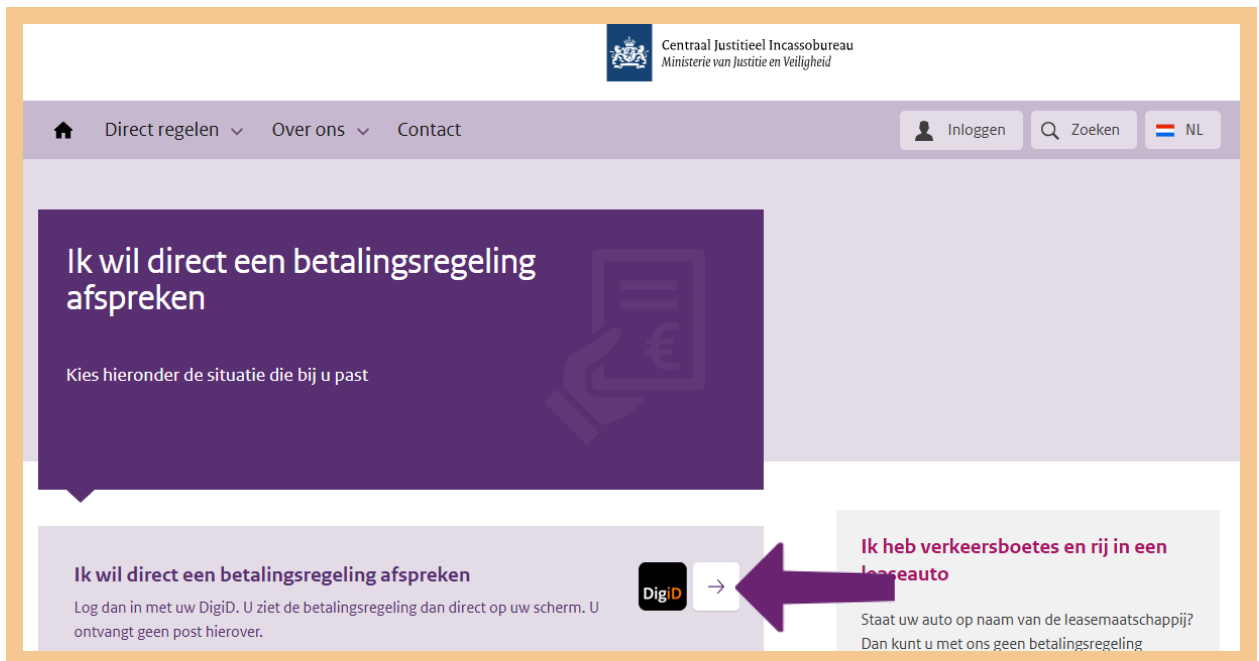 Centraal Justitieel Incassobureau
Ministerie van Justitie en Veiligheid
Direct regelen Over ons Contact Inloggen Zoeken NL
Ik wil direct een betalingsregeling
afspreken
€
Kies hieronder de situatie die bij u past
Ik wil direct een betalingsregeling afspreken
Log dan in met uw DigiD. U ziet de betalingsregeling dan direct op uw scherm. U
ontvangt geen post hierover.
DigiD
Ik heb verkeersboetes en rij in een
leaseauto
Staat uw auto op naam van de leasemaatschappij?
Dan kunt u met ons geen betalingsregeling